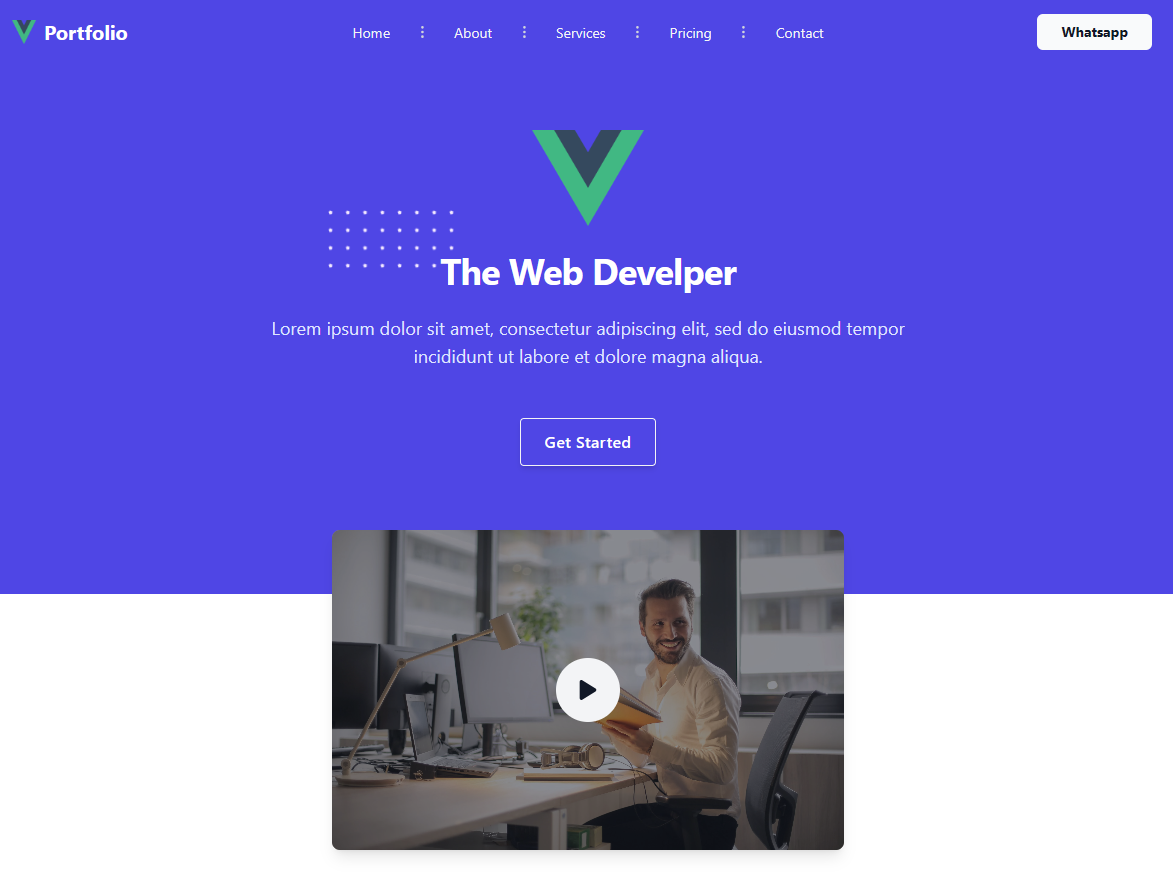 Portfolio
Home
About
Services
Pricing
Contact
Whatsapp
The Web Develper
Lorem ipsum dolor sit amet, consectetur adipiscing elit, sed do eiusmod tempor
incididunt ut labore et dolore magna aliqua.
Get Started